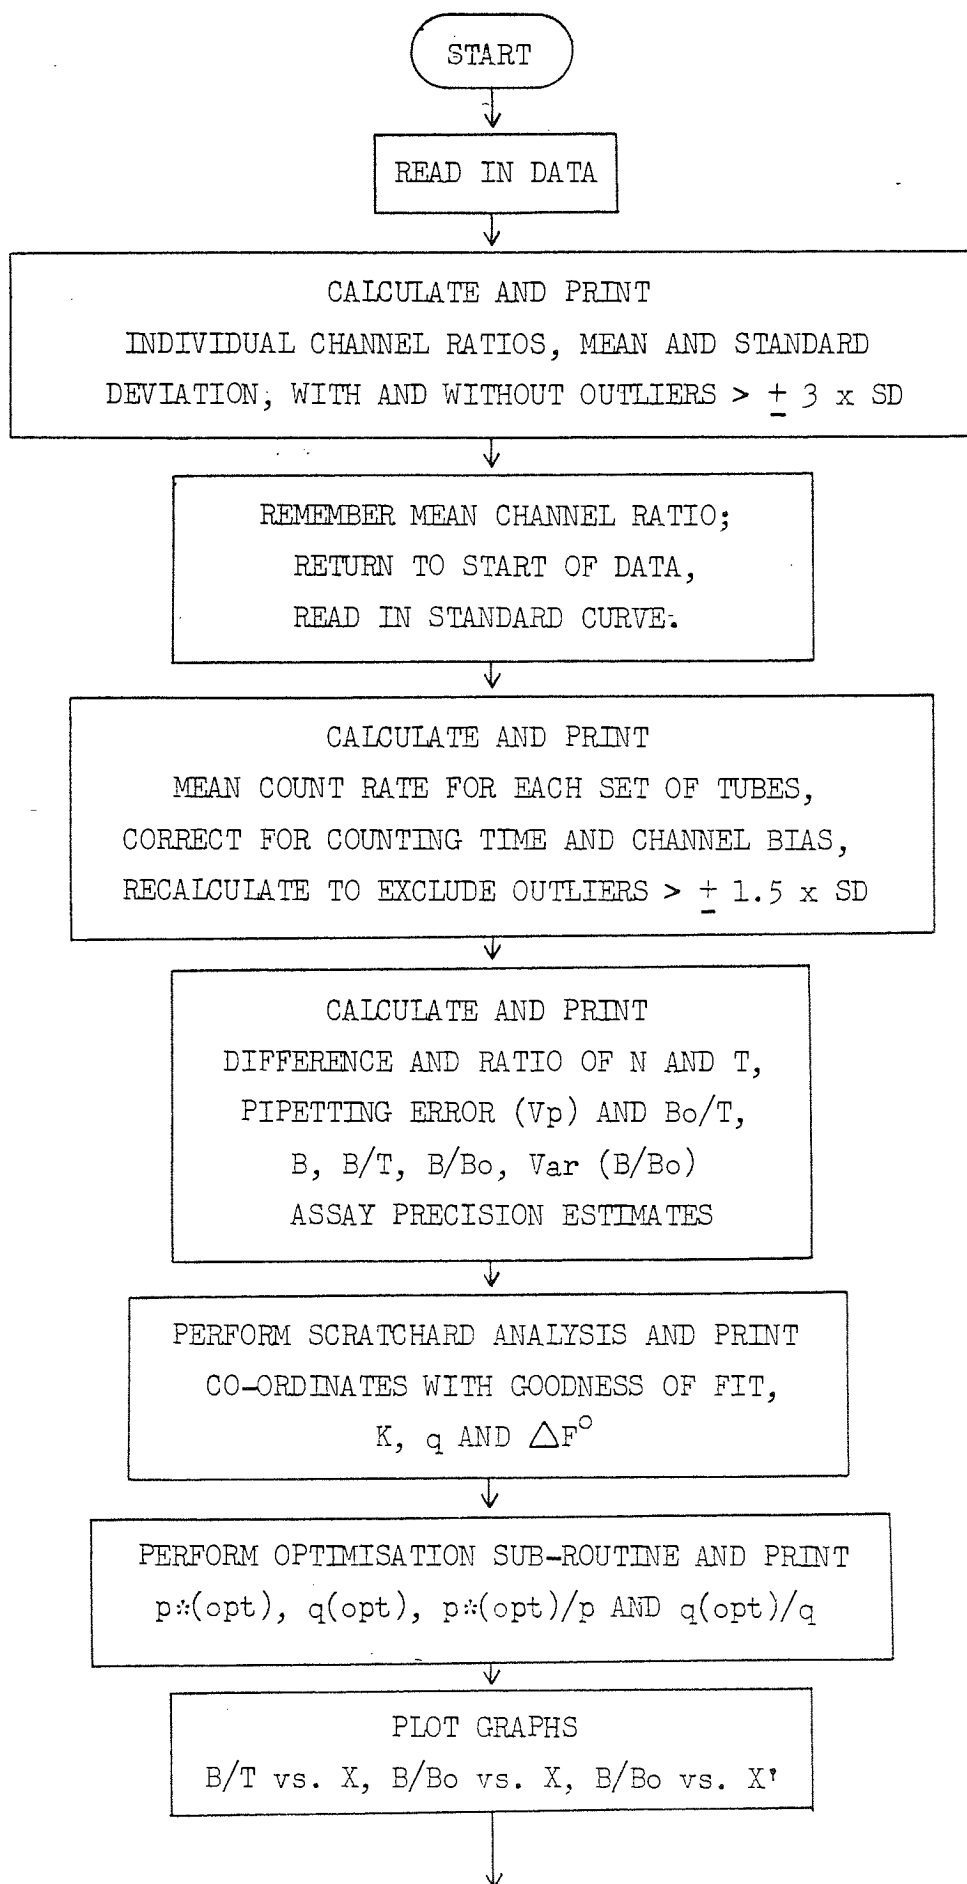 START
READ IN DATA
CALCULATE AND PRINT
INDIVIDUAL CHANNEL RATIOS, MEAN AND STANDARD
DEVIATION; WITH AND WITHOUT OUTLIERS > ± 3 x SD
REMEMBER MEAN CHANNEL RATIO;
RETURN TO START OF DATA,
READ IN STANDARD CURVE.
CALCULATE AND PRINT
MEAN COUNT RATE FOR EACH SET OF TUBES,
CORRECT FOR COUNTING TIME AND CHANNEL BIAS,
RECALCULATE TO EXCLUDE OUTLIERS > ± 1.5 x SD
CALCULATE AND PRINT
DIFFERENCE AND RATIO OF N AND T,
PIPETTING ERROR (Vp) AND Bo/T,
B, B/T, B/Bo, Var (B/Bo)
ASSAY PRECISION ESTIMATES
PERFORM SCRATCHARD ANALYSIS AND PRINT
CO-ORDINATES WITH GOODNESS OF FIT,
K, q AND △F°
PERFORM OPTIMISATION SUB-ROUTINE AND PRINT
p*(opt), q(opt), p*(opt)/p AND q(opt)/q
PLOT GRAPHS
B/T vs. X, B/Bo vs. X, B/Bo vs. X'